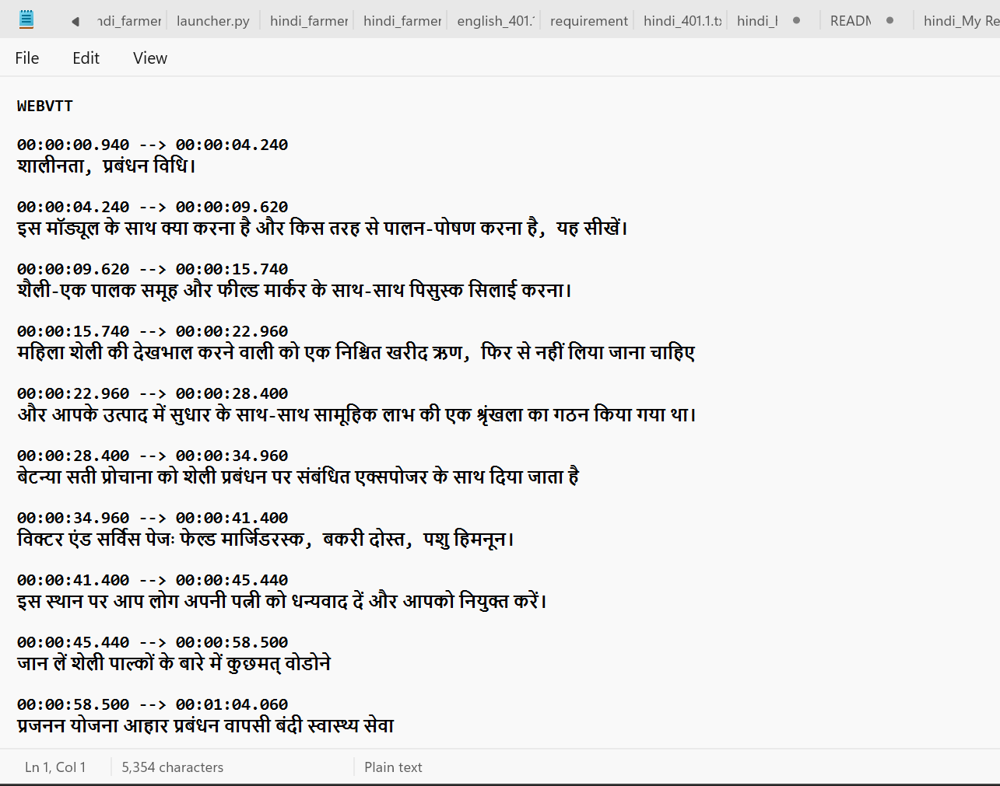 ndi_farmer launcher.py hindi_farmer hindi_farmer english_401. requirement hindi_401.1.tx hindi_ READM hindi_My Re
File Edit View
WEBVTT
00:00:00.940 --> 00:00:04.240
शालीनता, प्रबंधन विधि।
00:00:04.240 --> 00:00:09.620
इस मॉड्यूल के साथ क्या करना है और किस तरह से पालन-पोषण करना है, यह सीखें।
00:00:09.620 --> 00:00:15.740
शैली-एक पालक समूह और फील्ड मार्कर के साथ-साथ पिसुस्क सिलाई करना।
00:00:15.740 --> 00:00:22.960
महिला शेली की देखभाल करने वाली को एक निश्चित खरीद ऋण, फिर से नहीं लिया जाना चाहिए
00:00:22.960 --> 00:00:28.400
और आपके उत्पाद में सुधार के साथ-साथ सामूहिक लाभ की एक श्रृंखला का गठन किया गया था।
00:00:28.400 --> 00:00:34.960
बेटन्या सती प्रोचाना को शेली प्रबंधन पर संबंधित एक्सपोजर के साथ दिया जाता है
00:00:34.960 --> 00:00:41.400
विक्टर एंड सर्विस पेजः फेल्ड मार्जिडरस्क, बकरी दोस्त, पशु हिमनून।
00:00:41.400 --> 00:00:45.440
इस स्थान पर आप लोग अपनी पत्नी को धन्यवाद दें और आपको नियुक्त करें।
00:00:45.440 --> 00:00:58.500
जान लें शेली पाल्कों के बारे में कुछमत् वोडोने
00:00:58.500 --> 00:01:04.060
प्रजनन योजना आहार प्रबंधन वापसी बंदी स्वास्थ्य सेवा
Ln 1, Col 1 5,354 characters Plain text